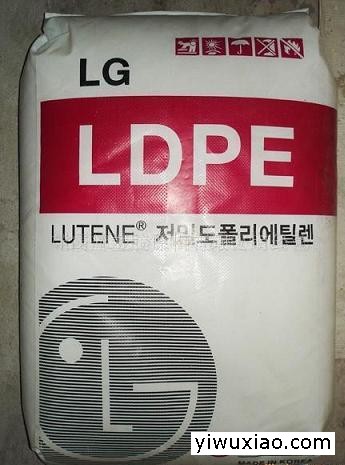 LG
LDPE
LUTENE® 저밀도폴리에틸렌
MADE IN KOREA
yiwuxiao.com